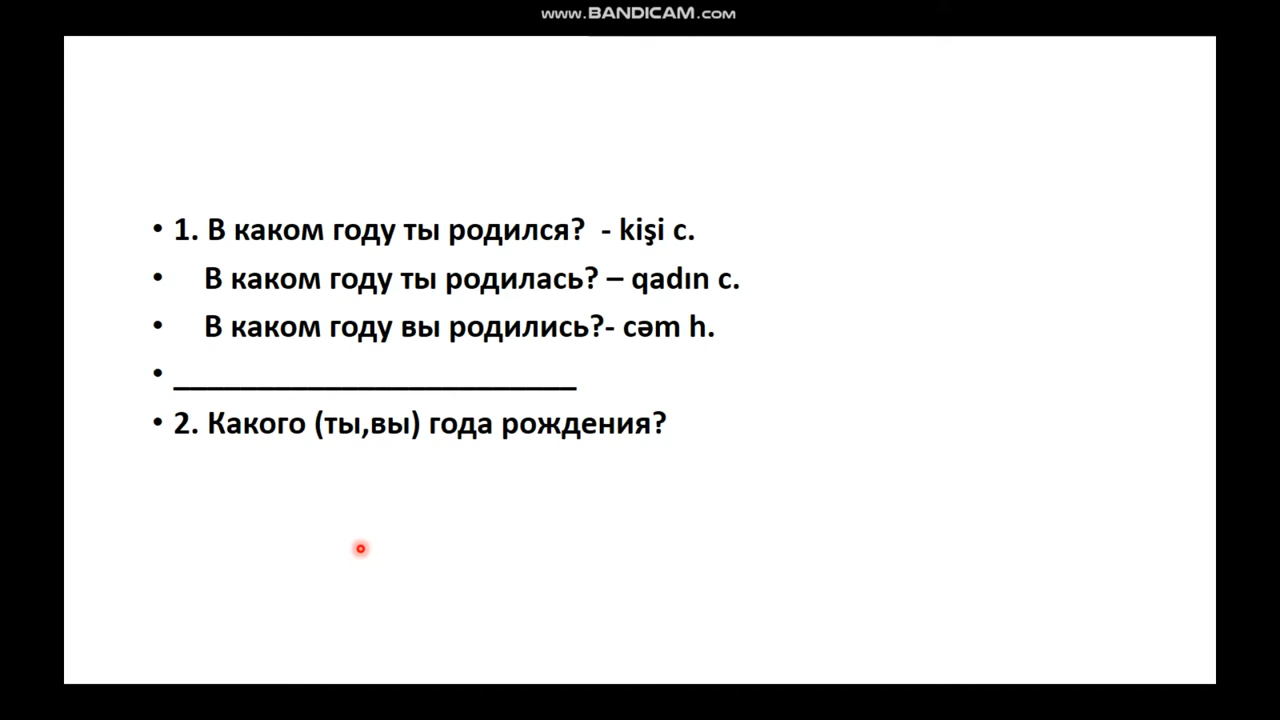 www.BANDICAM.com
• 1. В каком году ты родился?  - kişi c.
• В каком году ты родилась? – qadın c.
• В каком году вы родились?- cəm h.
• _________________________
• 2. Какого (ты,вы) года рождения?